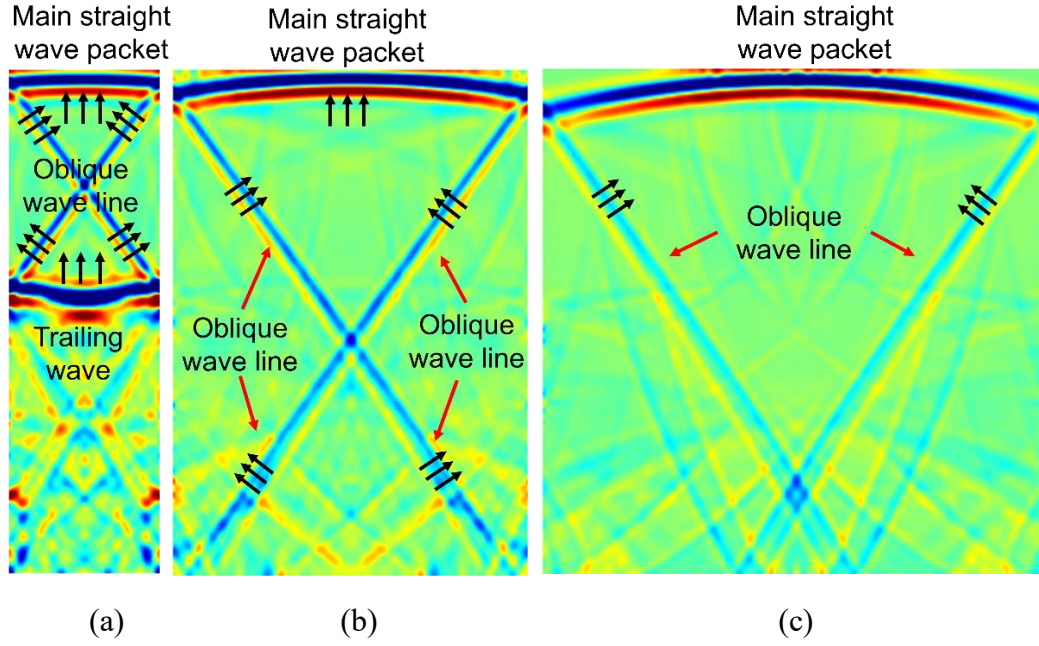 Main straight
wave packet
Oblique
wave line
Trailing
wave
(a)
Main straight
wave packet
Oblique
wave line
Oblique
wave line
(b)
Main straight
wave packet
Oblique
wave line
(c)